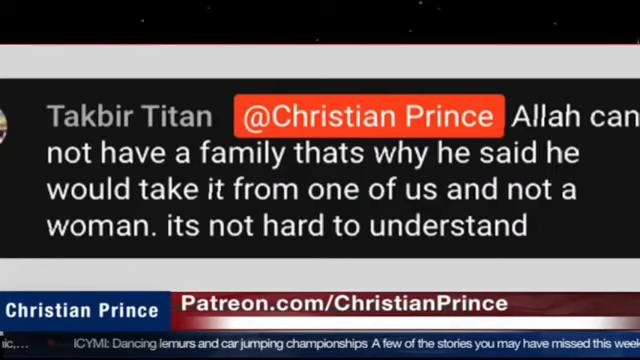 Takbir Titan @Christian Prince Allah can
not have a family thats why he said he
would take it from one of us and not a
woman. its not hard to understand
Christian Prince
Patreon.com/ChristianPrince
ICYMI: Dancing lemurs and car jumping championships A few of the stories you may have missed this week